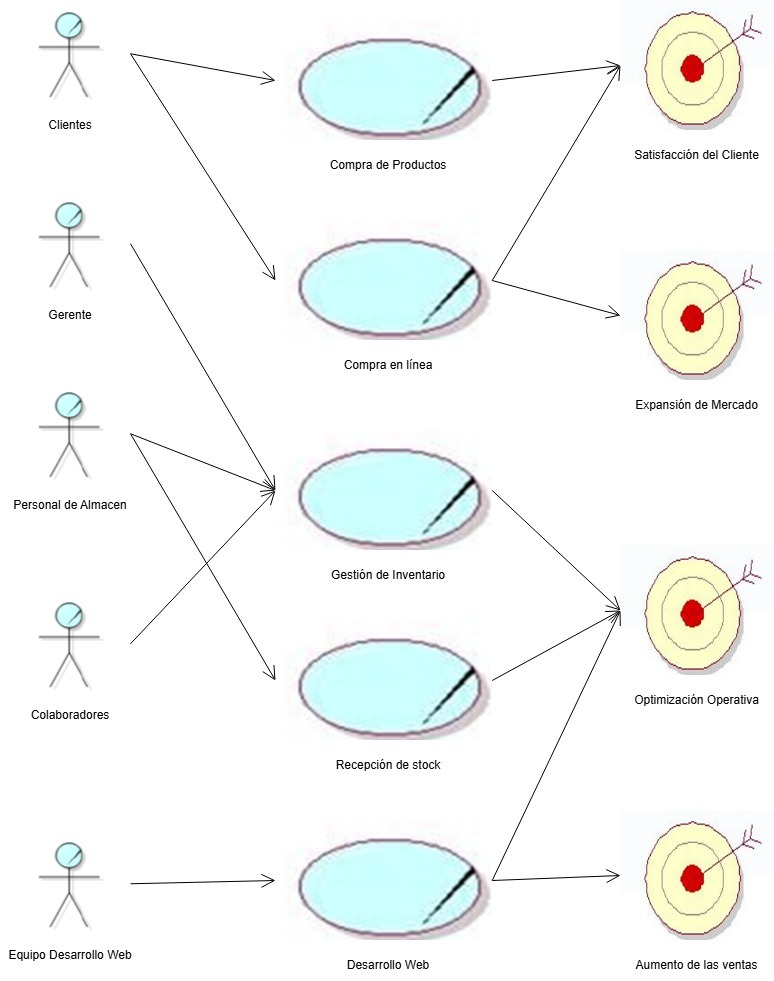 Clientes
Compra de Productos
Satisfacción del Cliente
Gerente
Compra en línea
Expansión de Mercado
Personal de Almacen
Gestión de Inventario
Colaboradores
Recepción de stock
Optimización Operativa
Equipo Desarrollo Web
Desarrollo Web
Aumento de las ventas